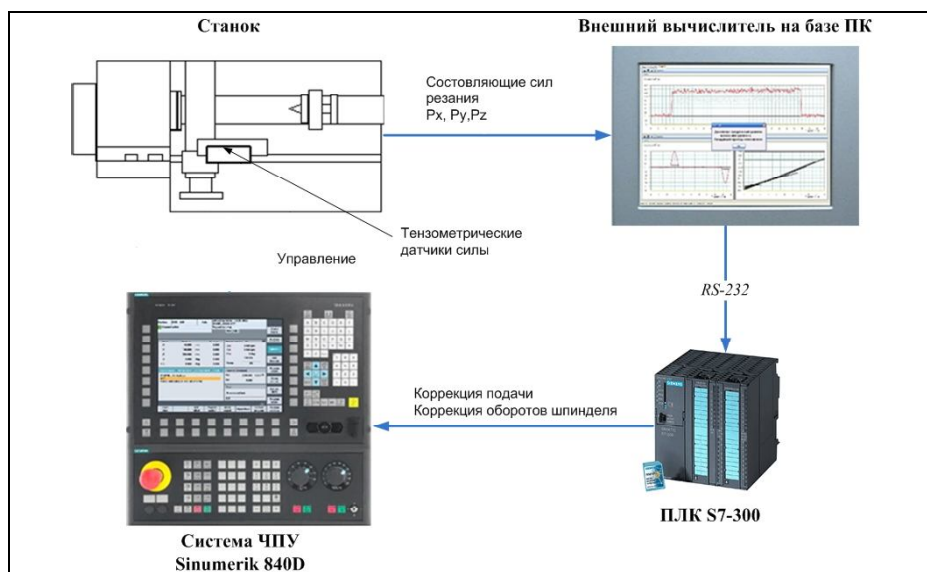 Станок
Внешний вычислитель на базе ПК
Состовляющие сил
резания
Px, Py,Pz
Тензометрические
датчики силы
Управление
RS-232
Коррекция подачи
Коррекция оборотов шпинделя
ПЛК S7-300
Система ЧПУ
Sinumerik 840D